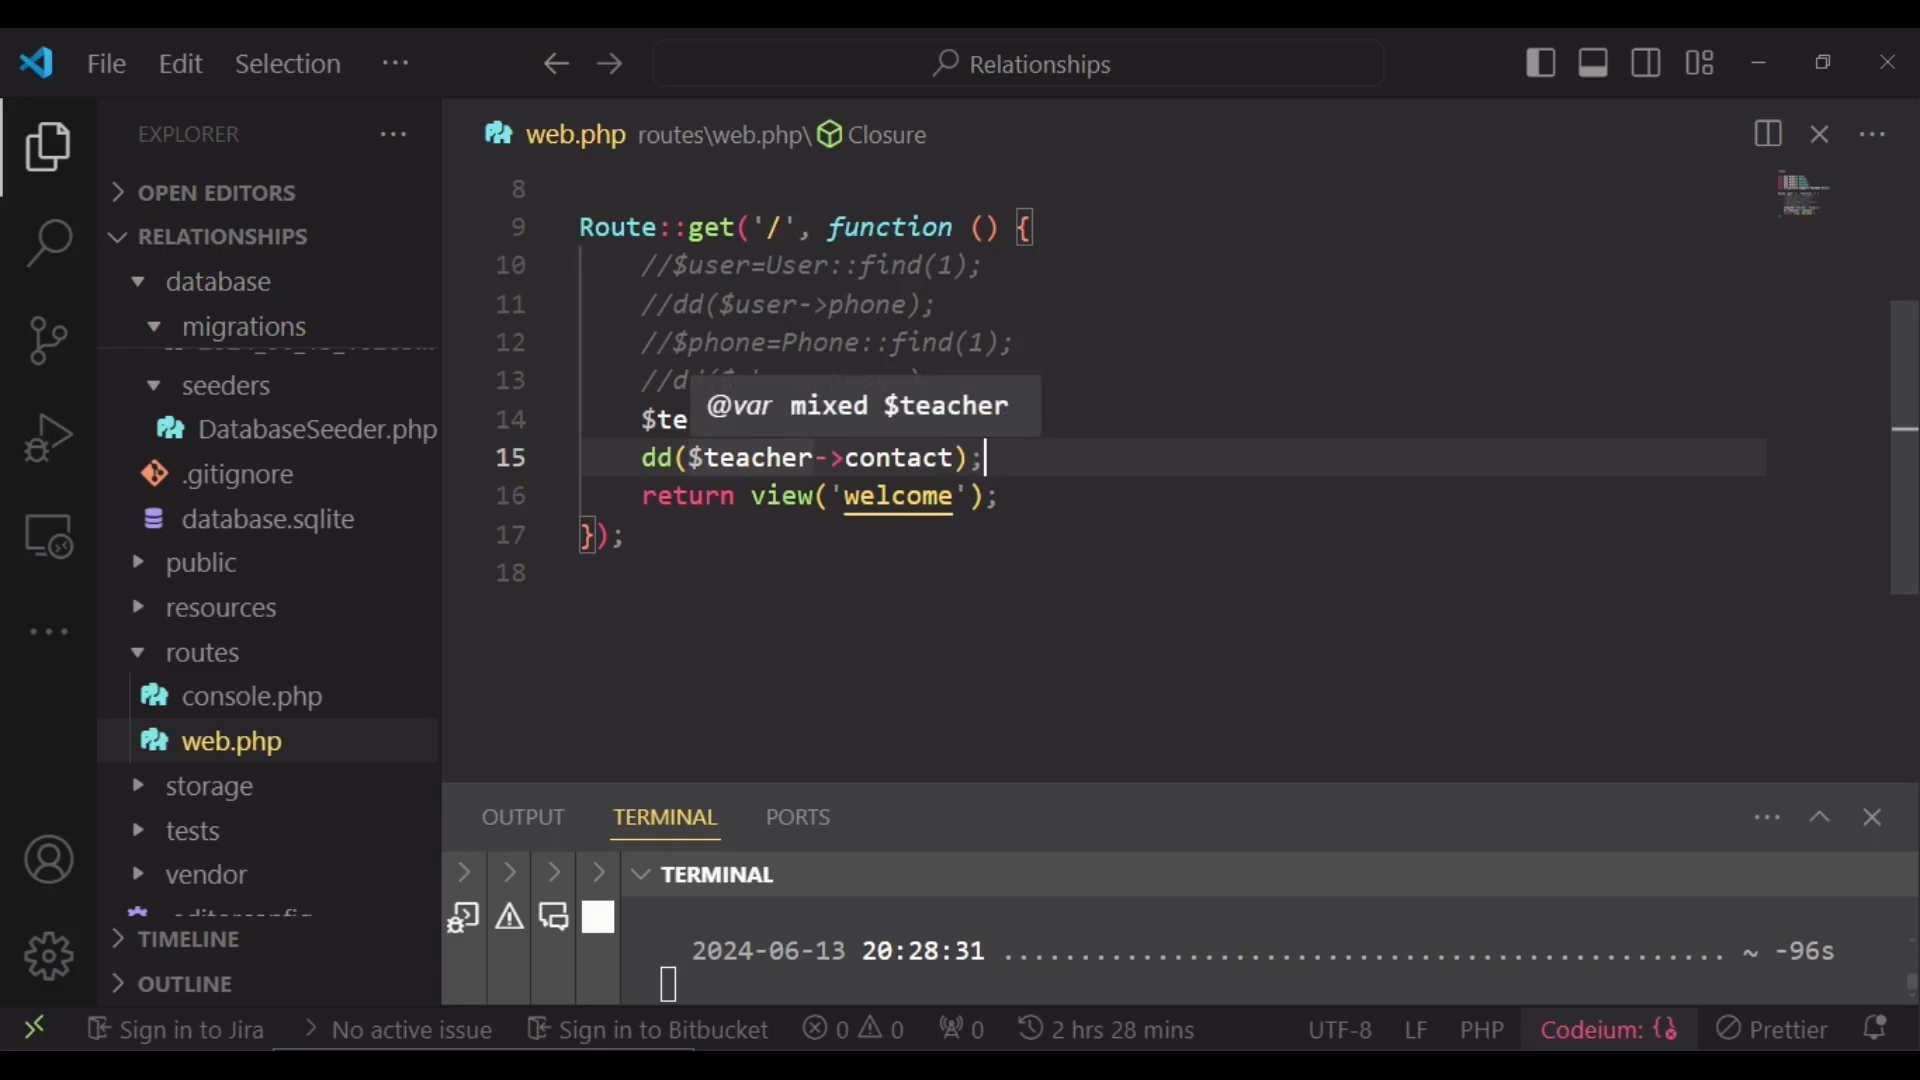 File Edit Selection ···
Relationships
EXPLORER ···
OPEN EDITORS
RELATIONSHIPS
database
migrations
seeders
DatabaseSeeder.php
.gitignore
database.sqlite
public
resources
routes
console.php
web.php
storage
tests
vendor
TIMELINE
OUTLINE
web.php routes\web.php\ Closure
8
9 Route::get('/', function () {
10 //$user=User::find(1);
11 //dd($user->phone);
12 //$phone=Phone::find(1);
13 //d
@var mixed $teacher
14 $te
15 dd($teacher->contact);
16 return view('welcome');
17 });
18
OUTPUT TERMINAL PORTS
TERMINAL
2024-06-13 20:28:31 .............................................. ~ -96s
Sign in to Jira No active issue Sign in to Bitbucket 0 0 0 2 hrs 28 mins UTF-8 LF PHP Codeium: {} Prettier